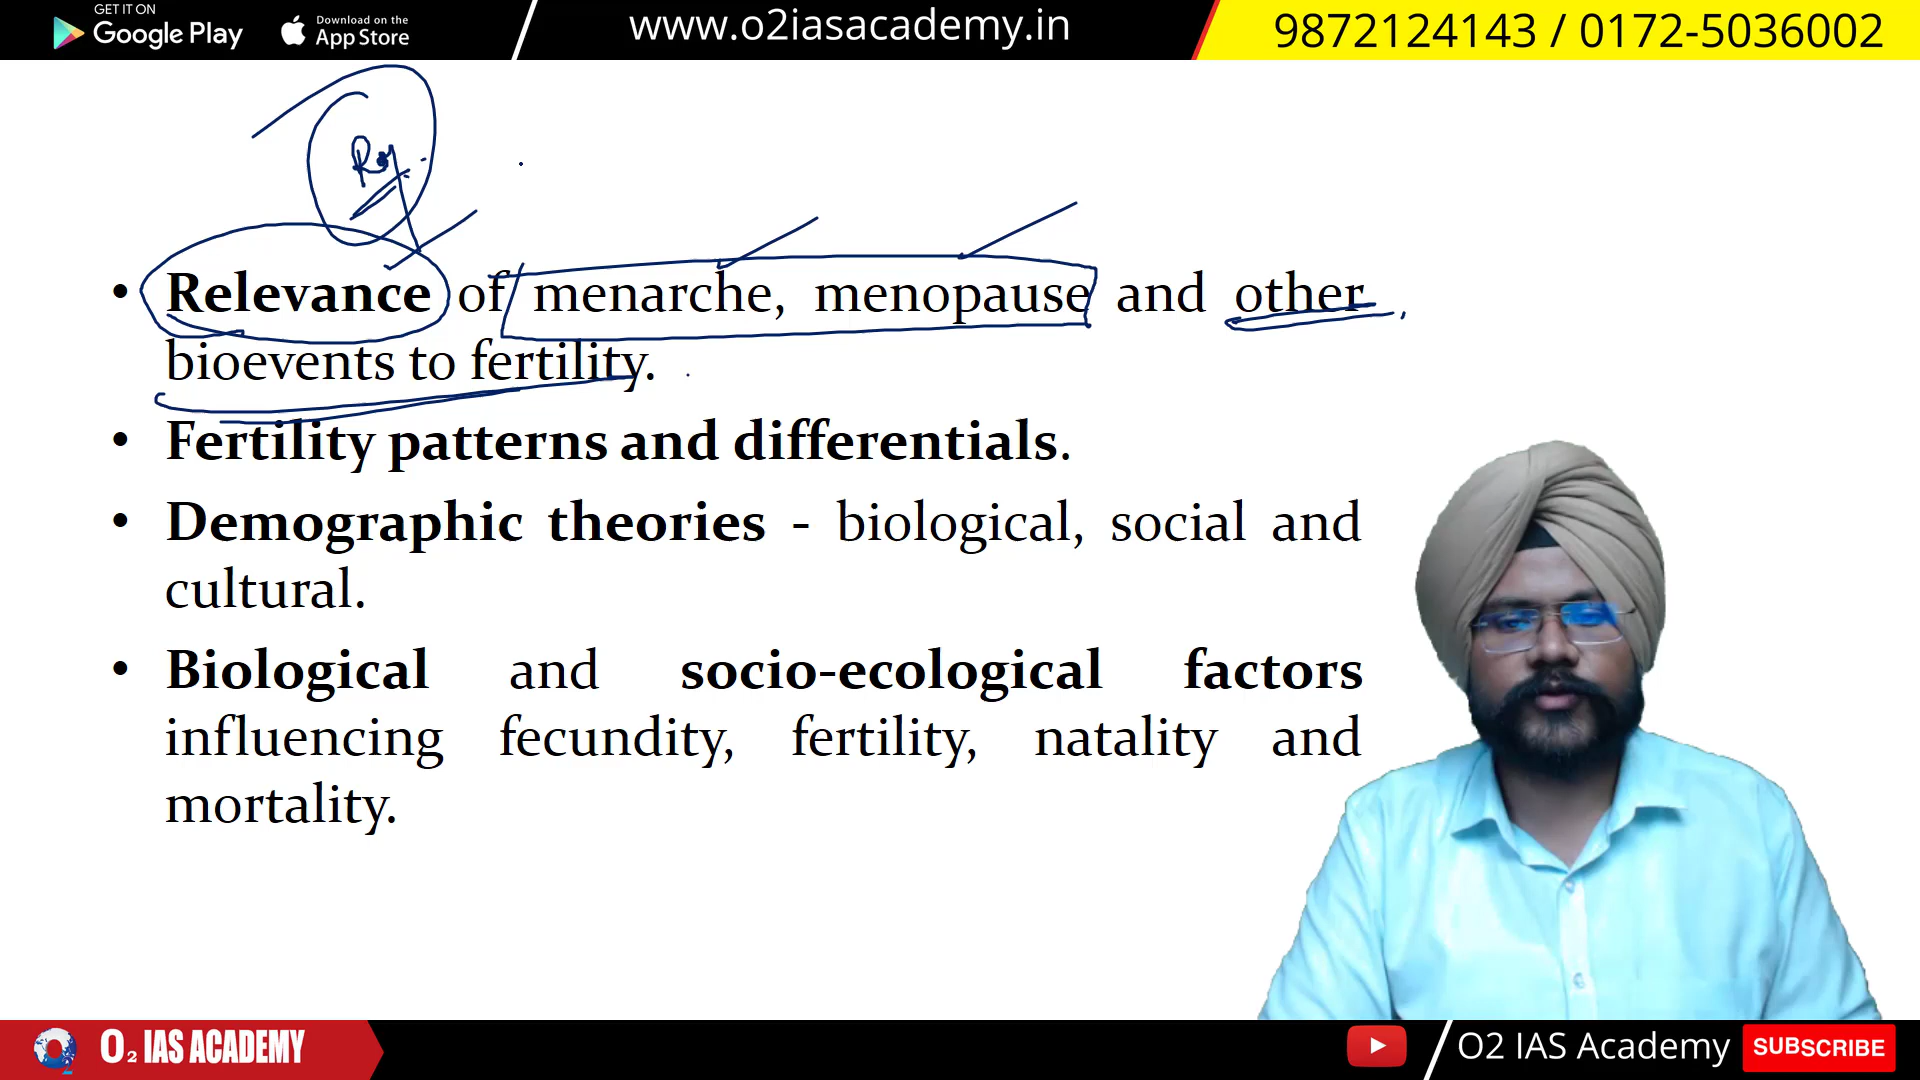 GET IT ON
Google Play
Download on the
App Store
www.o2iasacademy.in
9872124143 / 0172-5036002
• Relevance of menarche, menopause and other
bioevents to fertility.
• Fertility patterns and differentials.
• Demographic theories - biological, social and
cultural.
• Biological and socio-ecological factors
influencing fecundity, fertility, natality and
mortality.
O2 IAS ACADEMY
O2 IAS Academy
SUBSCRIBE